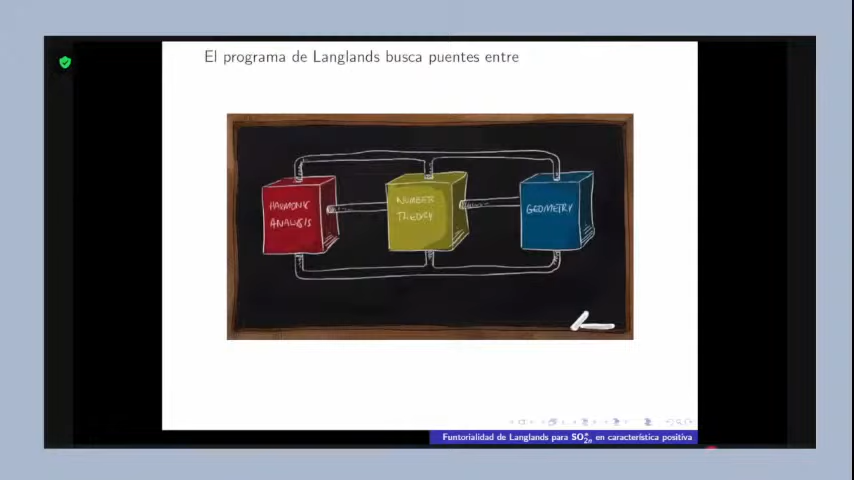 El programa de Langlands busca puentes entre
HARMONIC
ANALYSIS
NUMBER
THEORY
GEOMETRY
Funtorialidad de Langlands para SO*2n en característica positiva